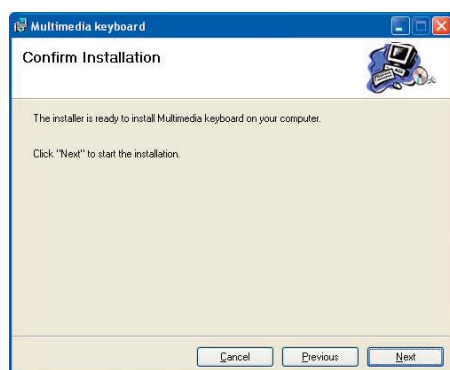 Multimedia keyboard
Confirm Installation
The installer is ready to install Multimedia keyboard on your computer.
Click "Next" to start the installation.
Cancel Previous Next